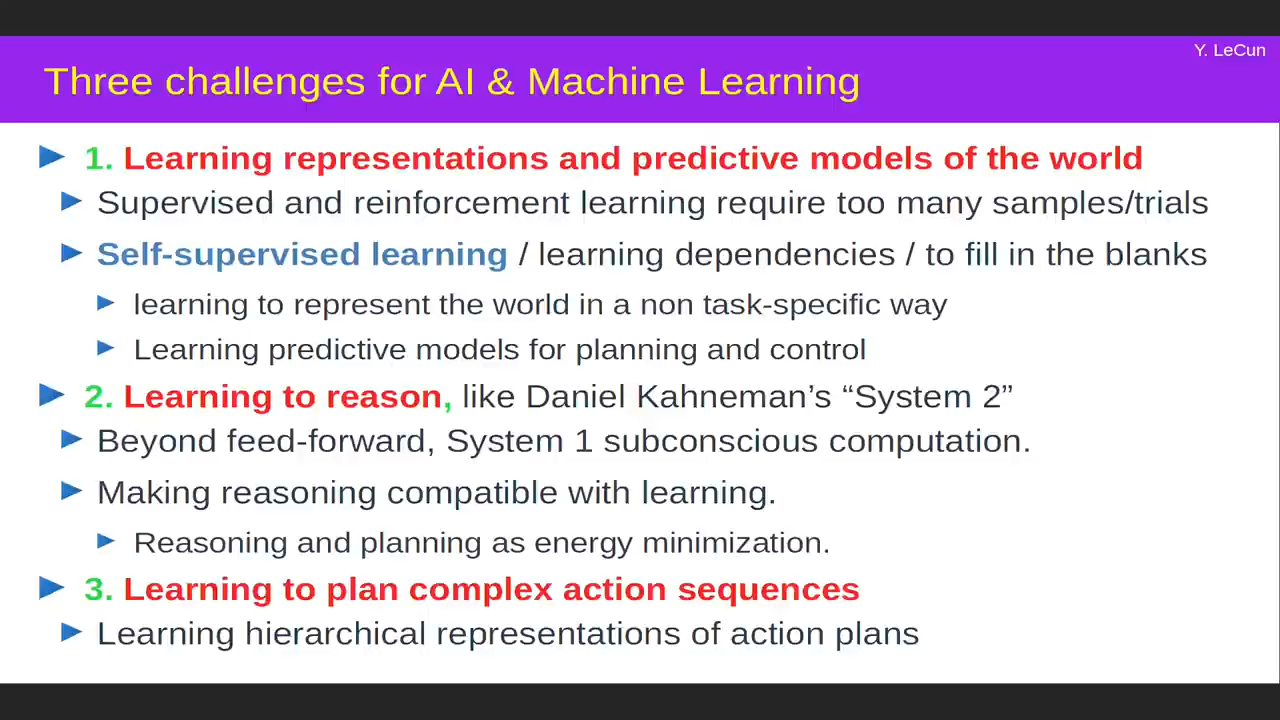 Y. LeCun
Three challenges for AI & Machine Learning
1. Learning representations and predictive models of the world
Supervised and reinforcement learning require too many samples/trials
Self-supervised learning / learning dependencies / to fill in the blanks
learning to represent the world in a non task-specific way
Learning predictive models for planning and control
2. Learning to reason, like Daniel Kahneman’s “System 2”
Beyond feed-forward, System 1 subconscious computation.
Making reasoning compatible with learning.
Reasoning and planning as energy minimization.
3. Learning to plan complex action sequences
Learning hierarchical representations of action plans